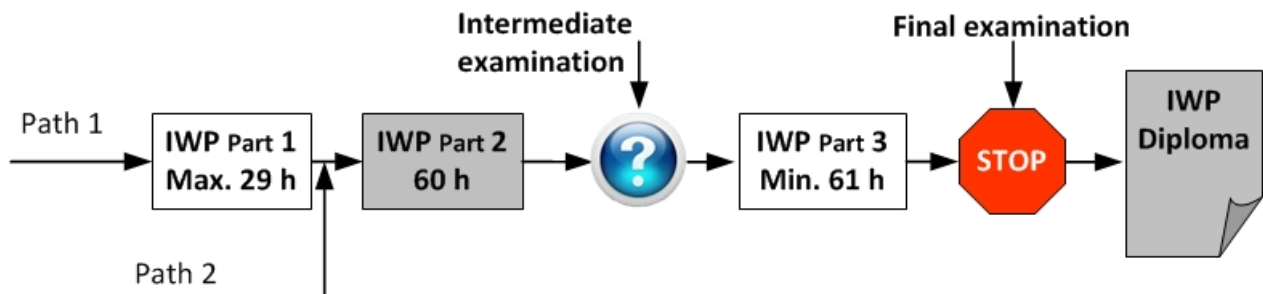 Intermediate
examination
Final examination
Path 1
IWP Part 1
Max. 29 h
IWP Part 2
60 h
?
IWP Part 3
Min. 61 h
STOP
IWP
Diploma
Path 2